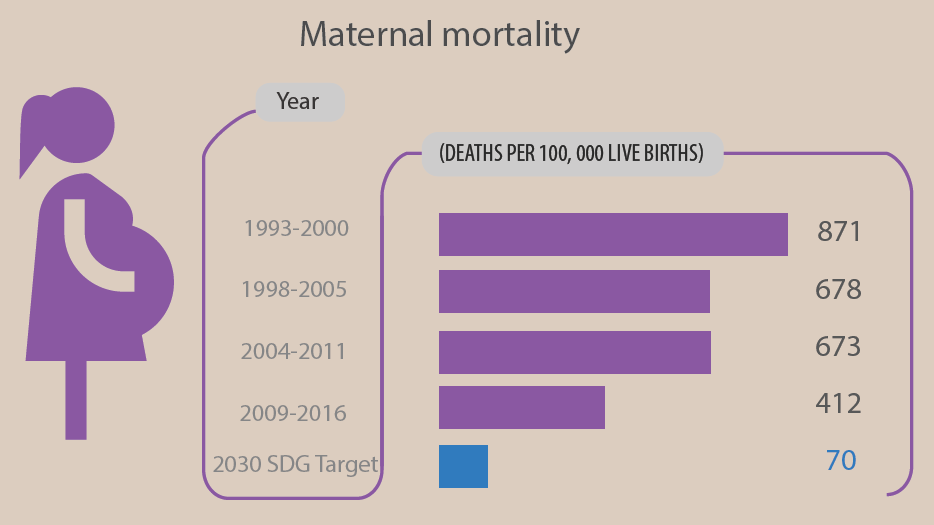 Maternal mortality
Year
(DEATHS PER 100, 000 LIVE BIRTHS)
1993-2000 871
1998-2005 678
2004-2011 673
2009-2016 412
2030 SDG Target 70